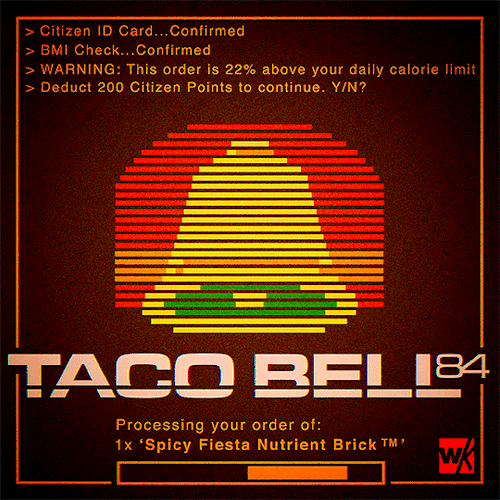 > Citizen ID Card...Confirmed
> BMI Check...Confirmed
> WARNING: This order is 22% above your daily calorie limit
> Deduct 200 Citizen Points to continue. Y/N?
TACO BELL 84
Processing your order of:
1x ‘Spicy Fiesta Nutrient Brick™’
WK